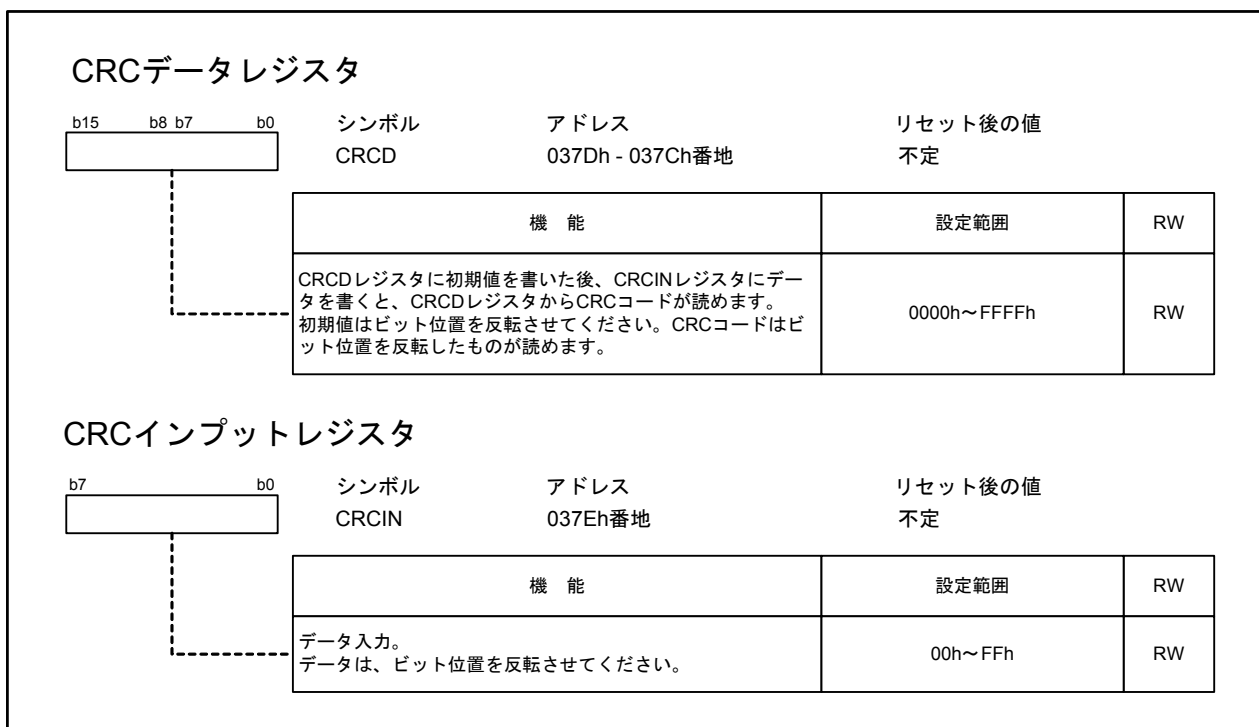 CRCデータレジスタ
b15 b8 b7 b0
シンボル アドレス リセット後の値
CRCD 037Dh - 037Ch番地 不定
機 能 設定範囲 RW
CRCDレジスタに初期値を書いた後、CRCINレジスタにデー
タを書くと、CRCDレジスタからCRCコードが読めます。
初期値はビット位置を反転させてください。CRCコードはビ
ット位置を反転したものが読めます。
0000h～FFFFh RW
CRCインプットレジスタ
b7 b0
シンボル アドレス リセット後の値
CRCIN 037Eh番地 不定
機 能 設定範囲 RW
データ入力。
データは、ビット位置を反転させてください。
00h～FFh RW